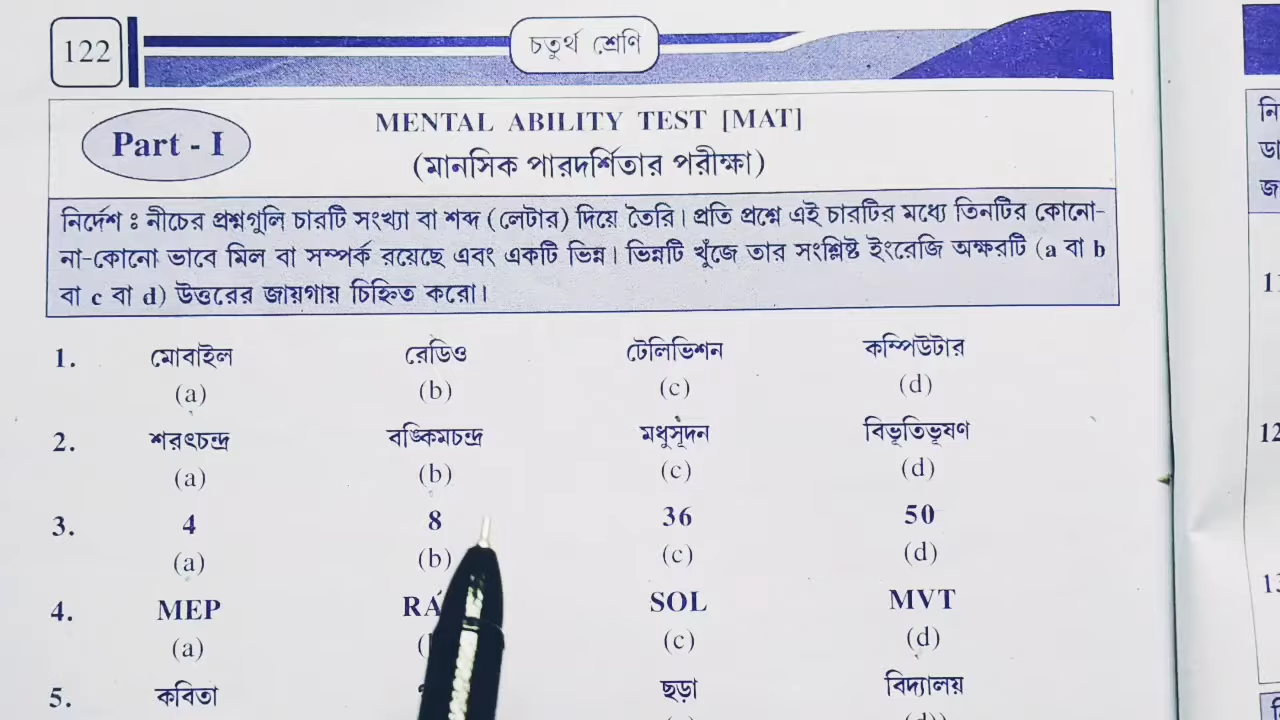 122
চতুর্থ শ্রেণি
Part - I
MENTAL ABILITY TEST [MAT]
(মানসিক পারদর্শিতার পরীক্ষা)
নির্দেশ : নীচের প্রশ্নগুলি চারটি সংখ্যা বা শব্দ (লেটার) দিয়ে তৈরি। প্রতি প্রশ্নে এই চারটির মধ্যে তিনটির কোনো-
না-কোনো ভাবে মিল বা সম্পর্ক রয়েছে এবং একটি ভিন্ন। ভিন্নটি খুঁজে তার সংশ্লিষ্ট ইংরেজি অক্ষরটি (a বা b
বা c বা d) উত্তরের জায়গায় চিহ্নিত করো।
1. মোবাইল রেডিও টেলিভিশন কম্পিউটার
(a) (b) (c) (d)
2. শরৎচন্দ্র বঙ্কিমচন্দ্র মধুসূদন বিভূতিভূষণ
(a) (b) (c) (d)
3. 4 8 36 50
(a) (b) (c) (d)
4. MEP SOL MVT
(a) (c) (d)
5. কবিতা ছড়া বিদ্যালয়
নি
ডা
জ
12